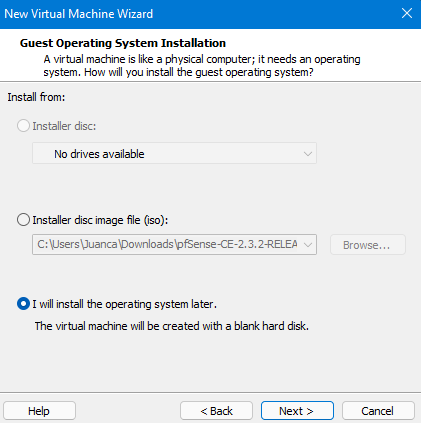 New Virtual Machine Wizard
Guest Operating System Installation
A virtual machine is like a physical computer; it needs an operating
system. How will you install the guest operating system?
Install from:
Installer disc:
No drives available
Installer disc image file (iso):
C:\Users\Juanca\Downloads\pfSense-CE-2.3.2-RELEA
Browse...
I will install the operating system later.
The virtual machine will be created with a blank hard disk.
Help
< Back
Next >
Cancel